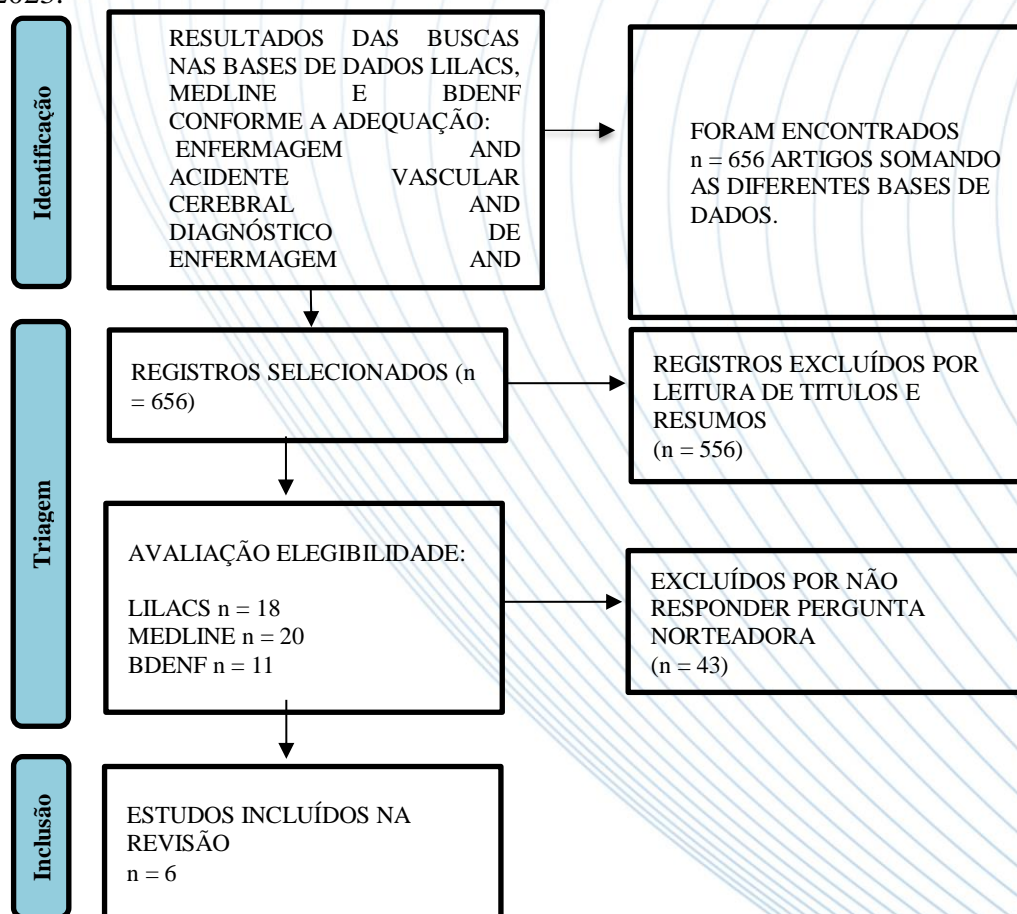 2023.
Identificação
RESULTADOS DAS BUSCAS
NAS BASES DE DADOS LILACS,
MEDLINE E BDENF
CONFORME A ADEQUAÇÃO:
ENFERMAGEM AND
ACIDENTE VASCULAR
CEREBRAL AND
DIAGNÓSTICO DE
ENFERMAGEM AND
FORAM ENCONTRADOS
n = 656 ARTIGOS SOMANDO
AS DIFERENTES BASES DE
DADOS.
Triagem
REGISTROS SELECIONADOS (n
= 656)
REGISTROS EXCLUÍDOS POR
LEITURA DE TITULOS E
RESUMOS
(n = 556)
AVALIAÇÃO ELEGIBILIDADE:
LILACS n = 18
MEDLINE n = 20
BDENF n = 11
EXCLUÍDOS POR NÃO
RESPONDER PERGUNTA
NORTEADORA
(n = 43)
Inclusão
ESTUDOS INCLUÍDOS NA
REVISÃO
n = 6